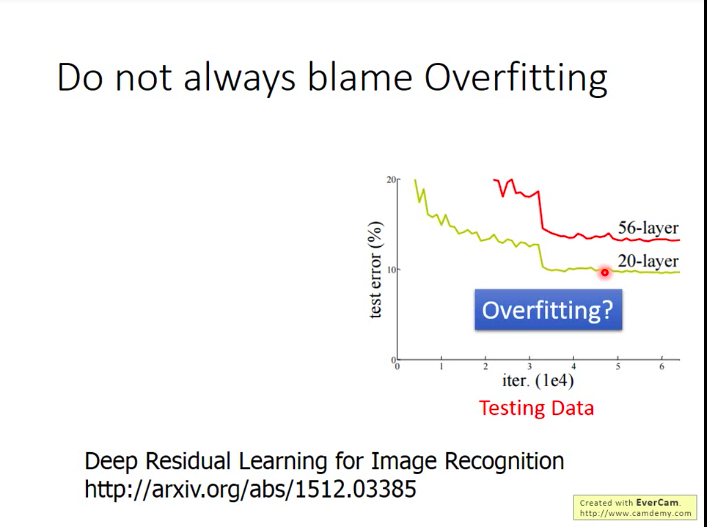 Do not always blame Overfitting
20
56-layer
20-layer
10
test error (%)
Overfitting?
0
0 1 2 3 4 5 6
iter. (1e4)
Testing Data
Deep Residual Learning for Image Recognition
http://arxiv.org/abs/1512.03385
Created with EverCam.
http://www.camdemy.com